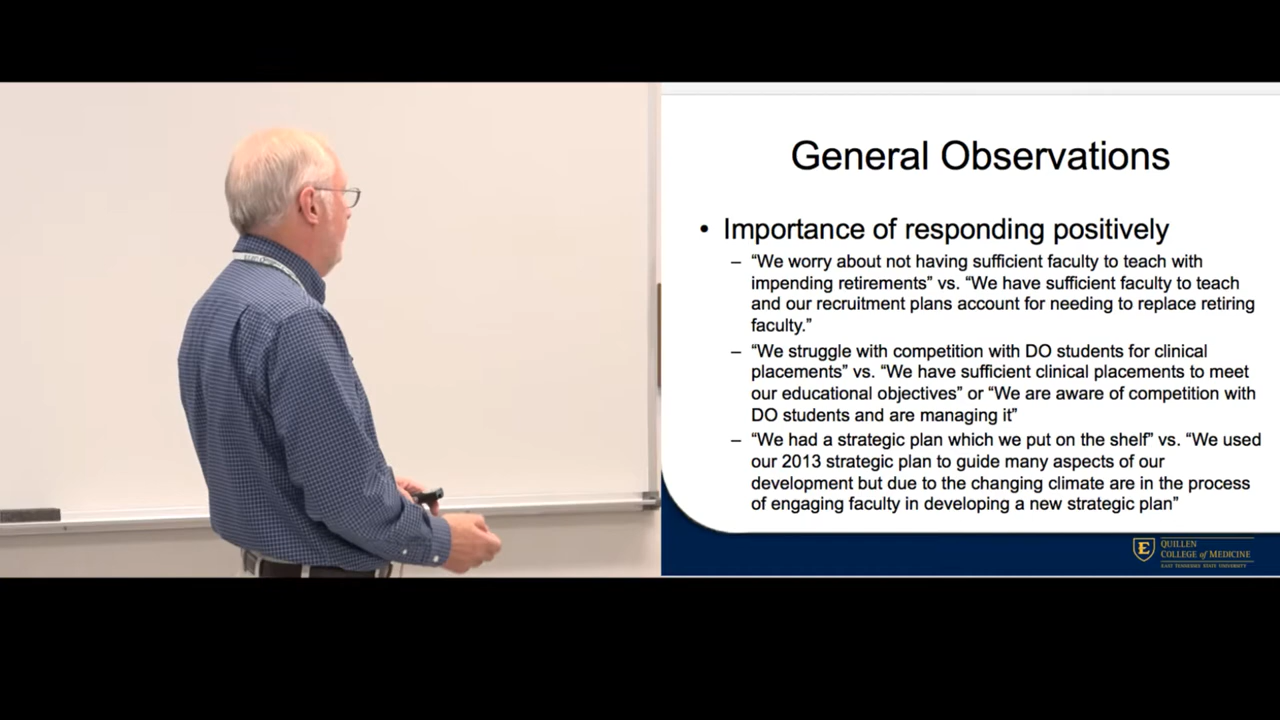 General Observations
• Importance of responding positively
– “We worry about not having sufficient faculty to teach with
impending retirements” vs. “We have sufficient faculty to teach
and our recruitment plans account for needing to replace retiring
faculty.”
– “We struggle with competition with DO students for clinical
placements” vs. “We have sufficient clinical placements to meet
our educational objectives” or “We are aware of competition with
DO students and are managing it”
– “We had a strategic plan which we put on the shelf” vs. “We used
our 2013 strategic plan to guide many aspects of our
development but due to the changing climate are in the process
of engaging faculty in developing a new strategic plan”
E
QUILLEN
COLLEGE of MEDICINE
EAST TENNESSEE STATE UNIVERSITY